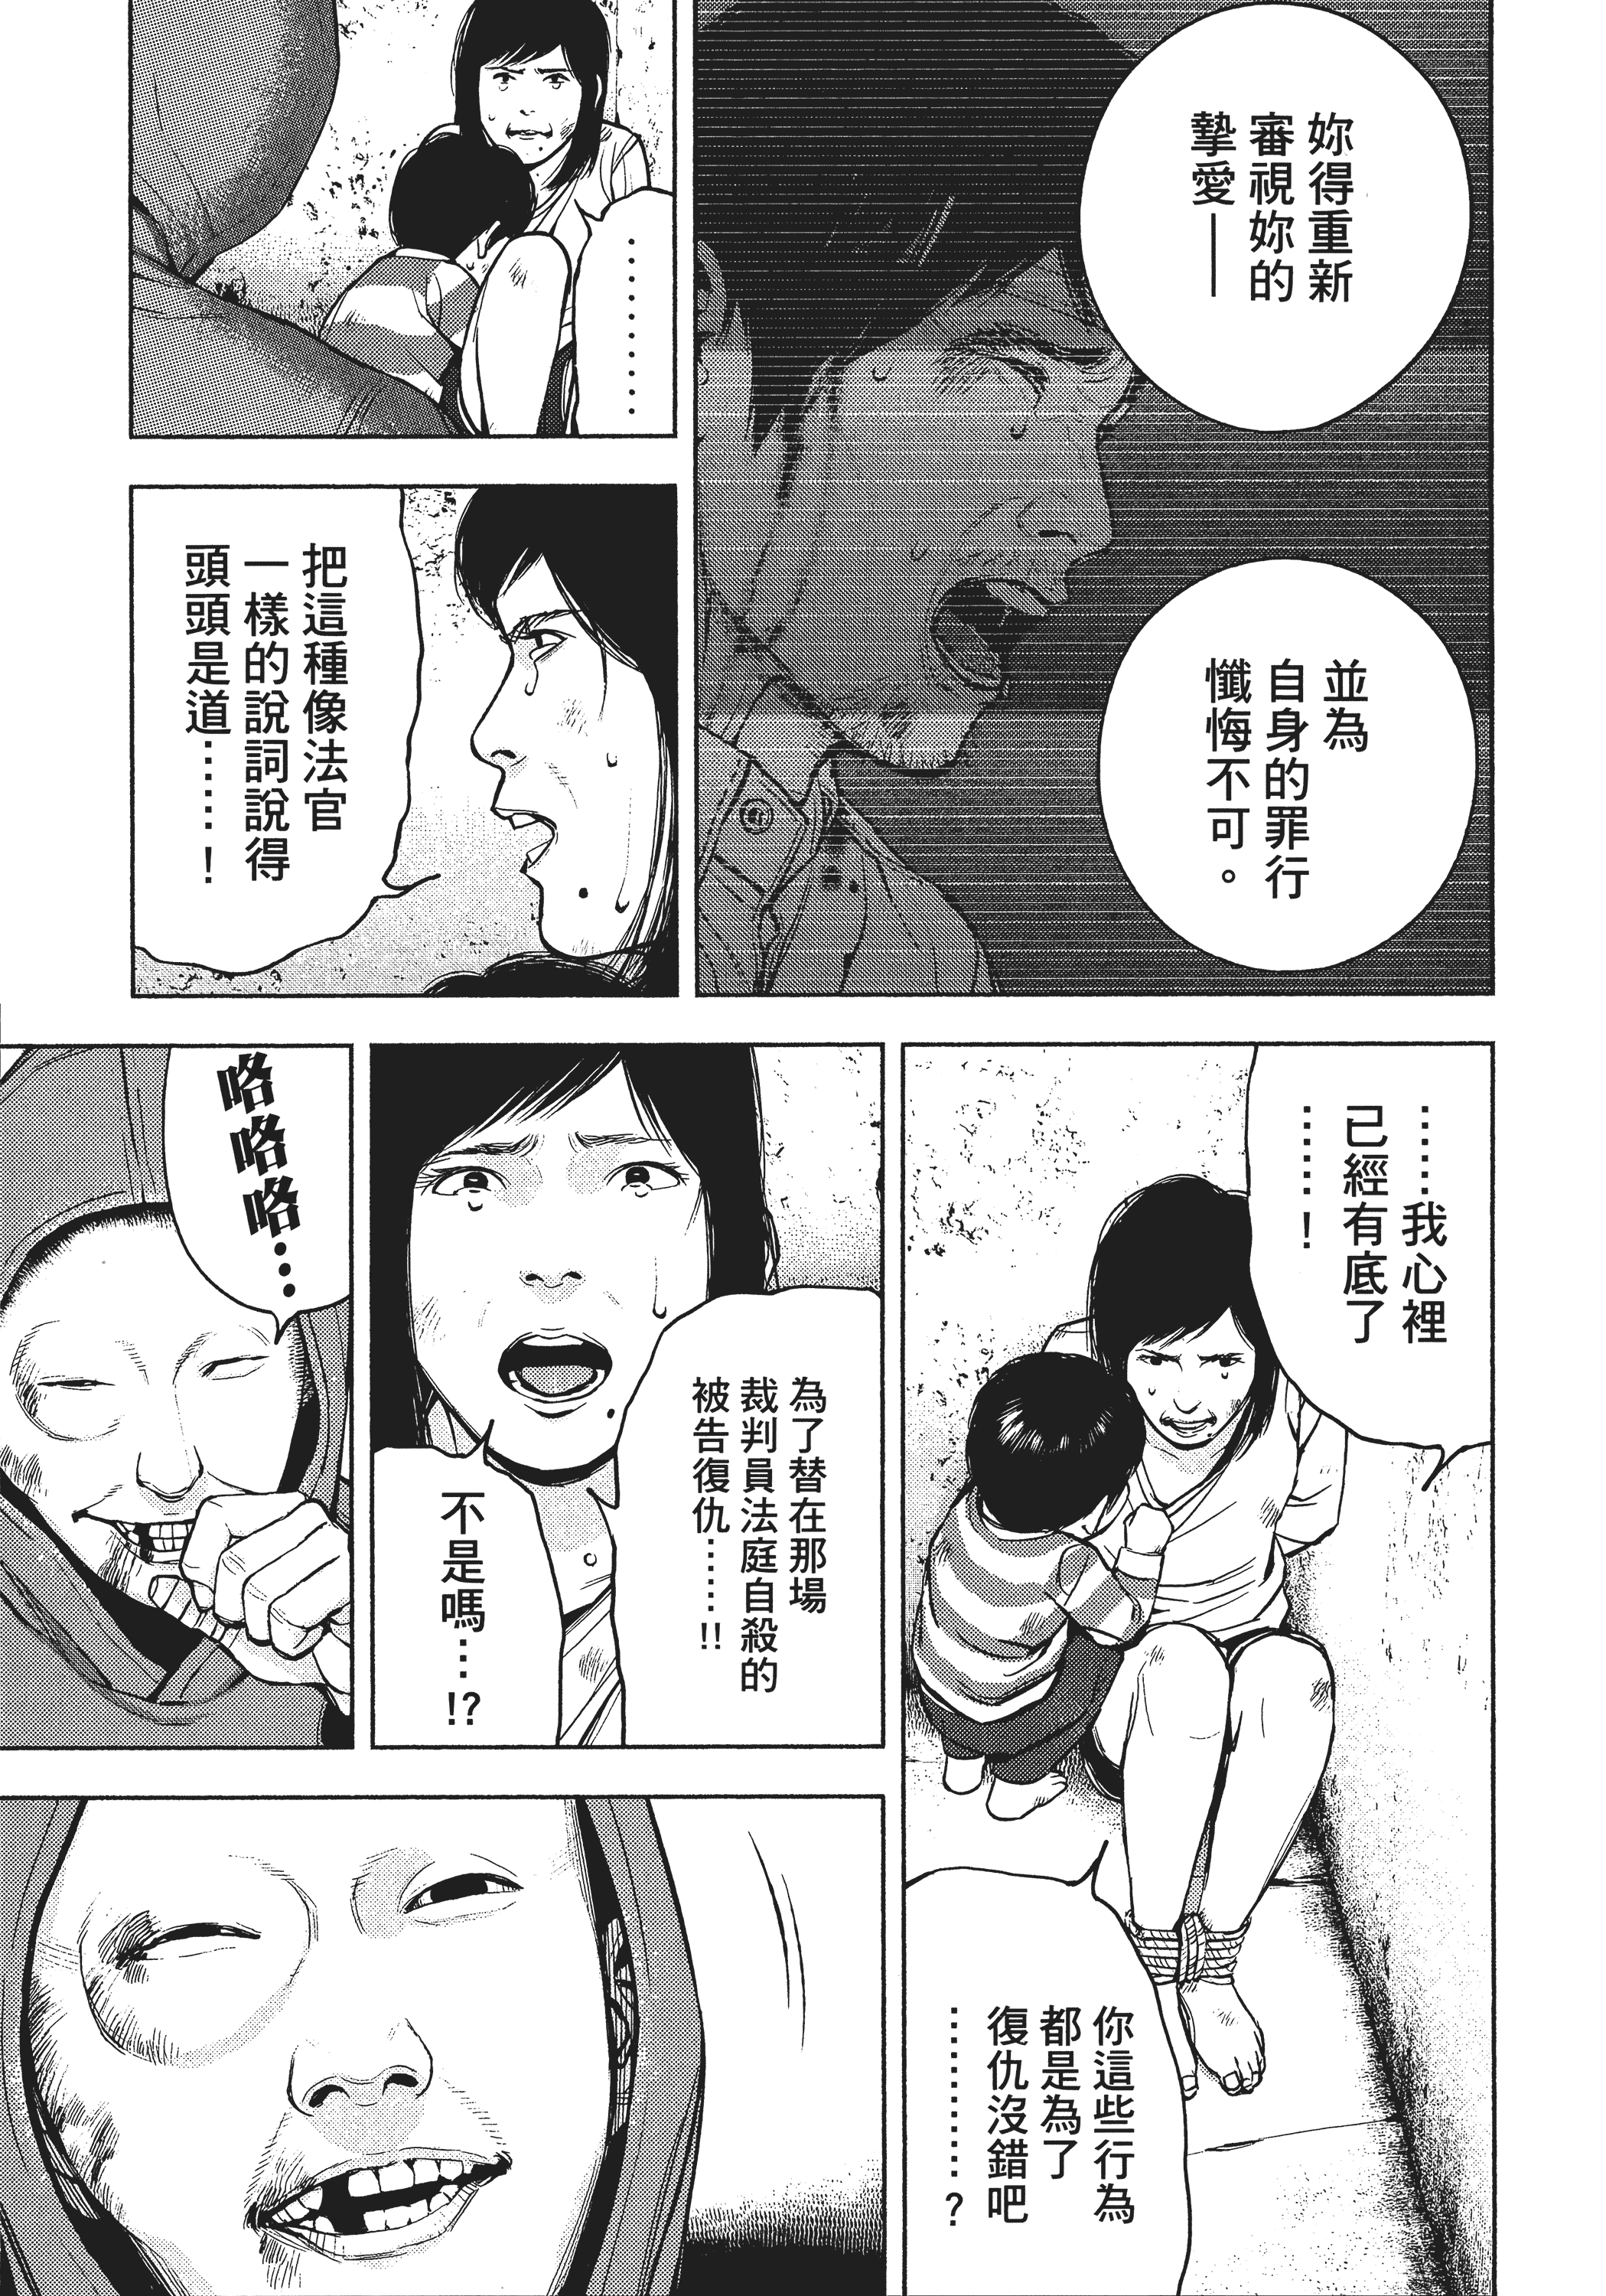 妳得重新
審視妳的
摯愛——
並為
自身的罪行
懺悔不可。
…………
把這種像法官
一樣的說詞說得
頭頭是道……！
……我心裡
已經有底了
……！
你這些行為
都是為了
復仇沒錯吧
…………？
為了替在那場
裁判員法庭自殺的
被告復仇……!!
不是嗎…!?
咯咯咯…